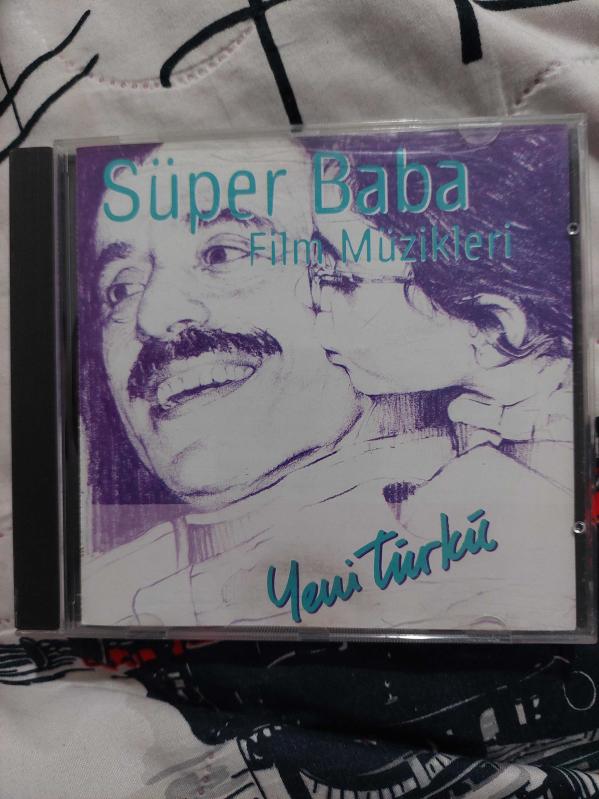 Süper Baba
Film Müzikleri
Yeni Türkü